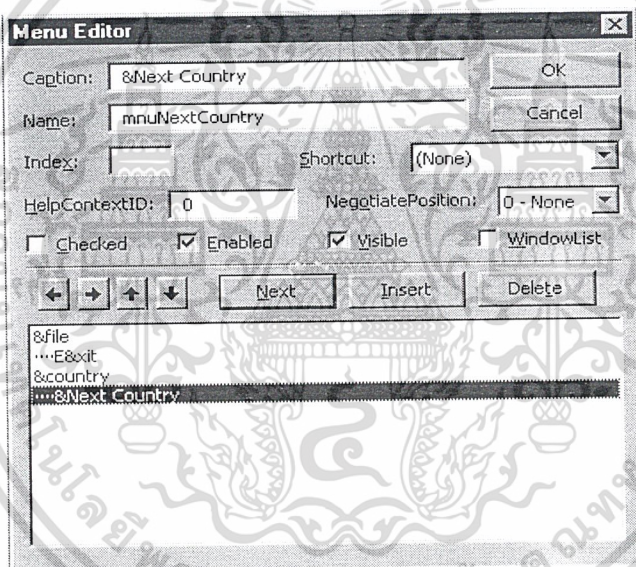 Menu Editor
Caption: &Next Country
OK
Name: mnuNextCountry
Cancel
Index:
Shortcut: (None)
HelpContextID: 0
NegotiatePosition: 0 - None
Checked
Enabled
Visible
WindowList
Next
Insert
Delete
&file
····E&xit
&country
····&Next Country